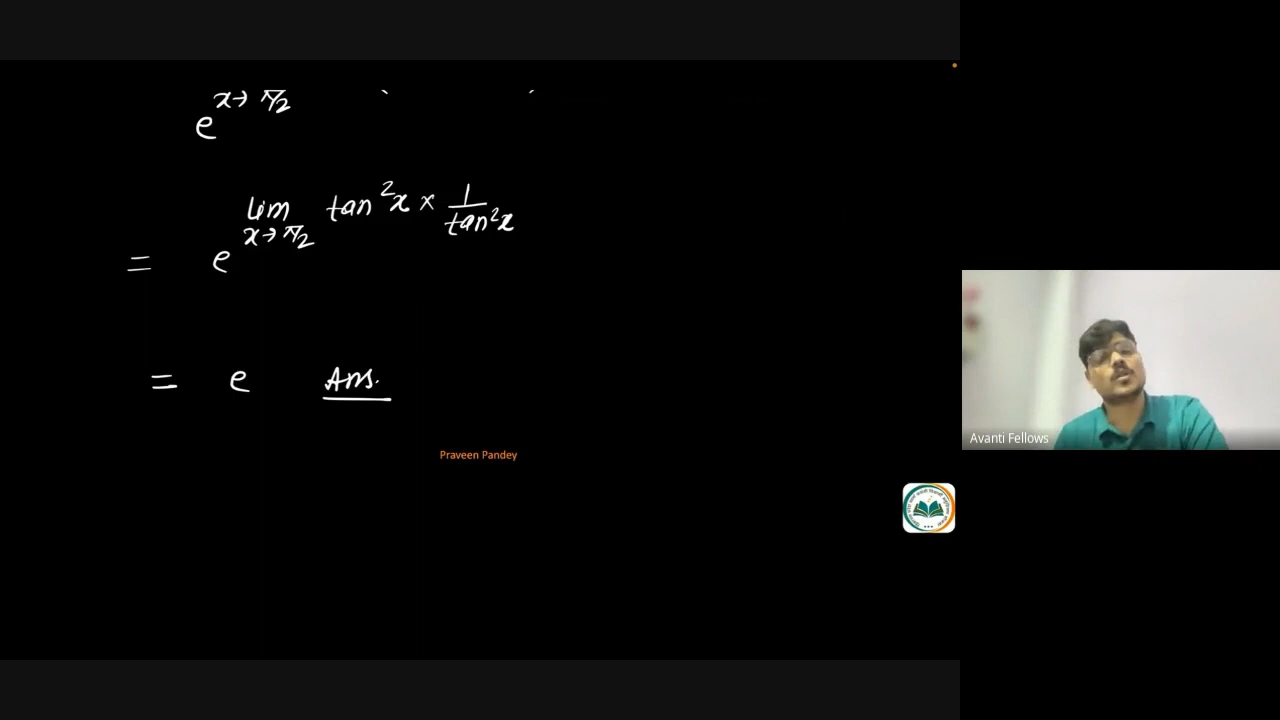 e^{x→π/2}
= e^{lim_{x→π/2} tan²x × 1/tan²x}
= e Ans.
Praveen Pandey
Avanti Fellows